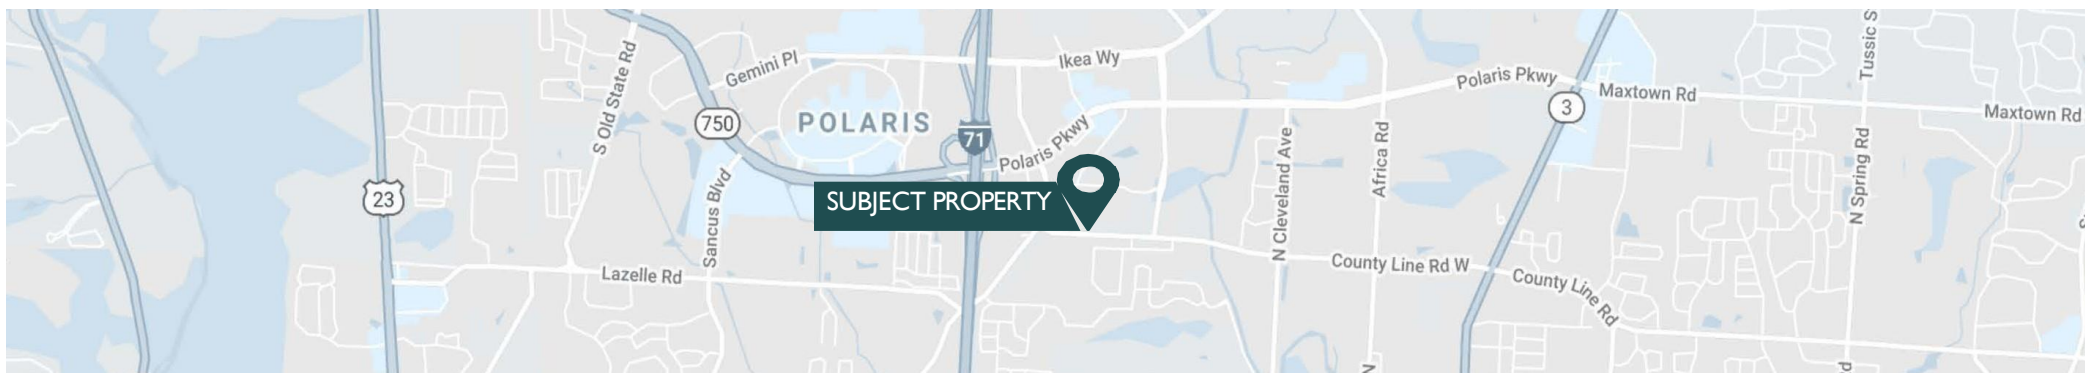 Tussic S
S Old State Rd
Gemini Pl
Ikea Wy
Polaris Pkwy
Maxtown Rd
3
Maxtown Rd
750
POLARIS
71
Polaris Pkwy
N Cleveland Ave
Africa Rd
N Spring Rd
23
Sancus Blvd
SUBJECT PROPERTY
Lazelle Rd
County Line Rd W
County Line Rd
N
d